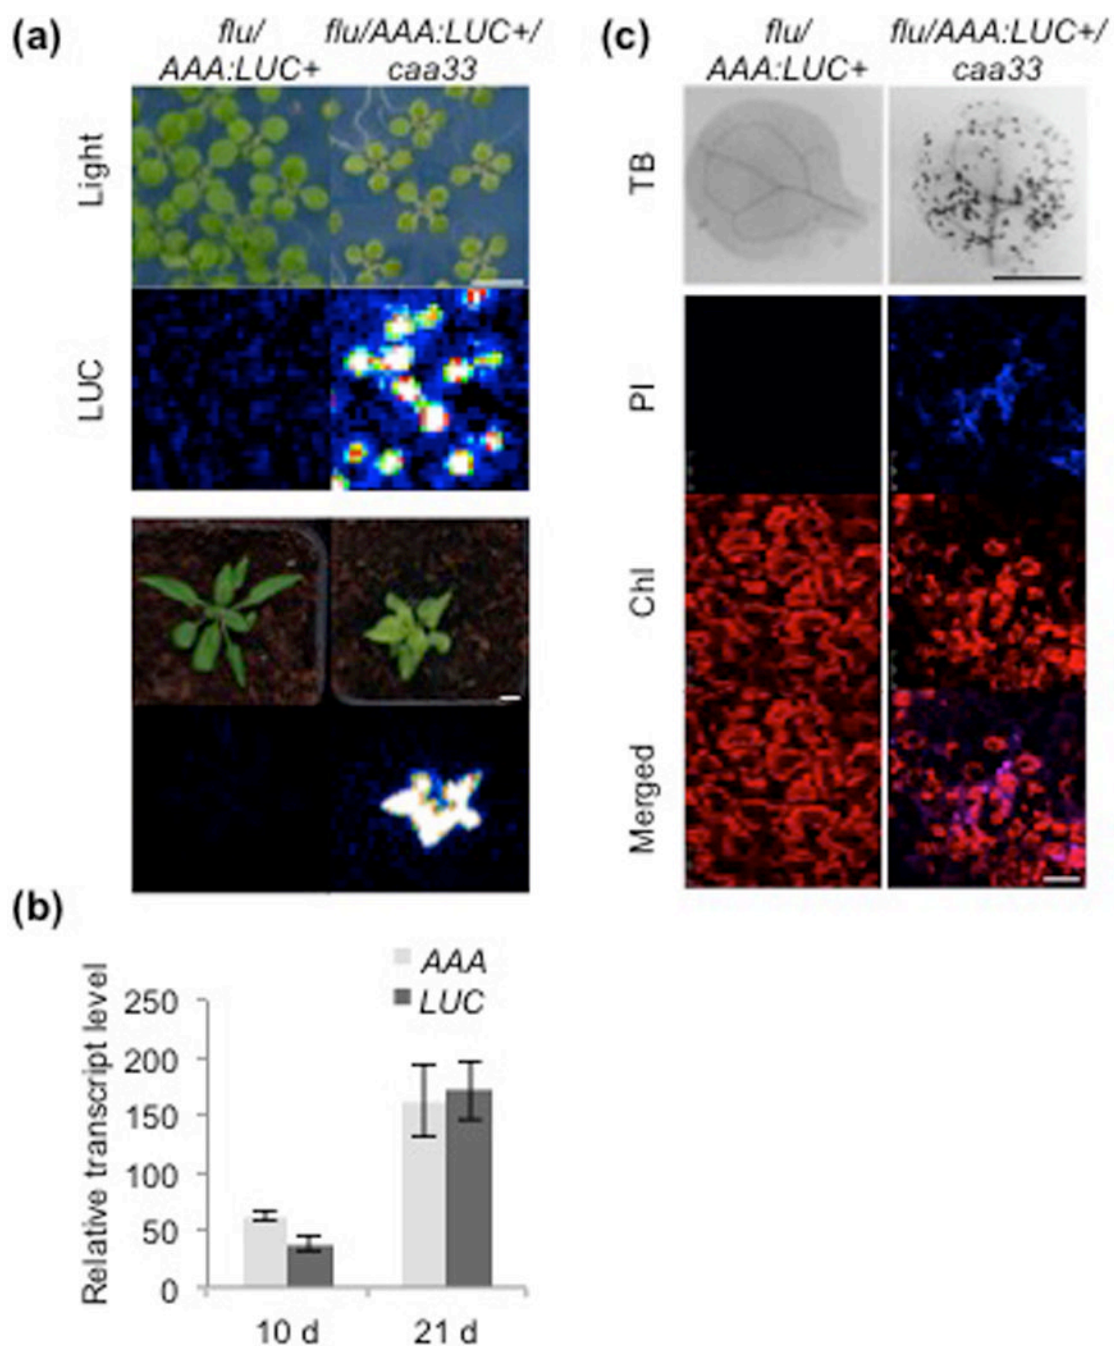 (a)
flu/
AAA:LUC+
flu/AAA:LUC+/
caa33
Light
LUC
(b)
Relative transcript level
AAA
LUC
250
200
150
100
50
0
10 d
21 d
(c)
flu/
AAA:LUC+
flu/AAA:LUC+/
caa33
TB
PI
Chl
Merged